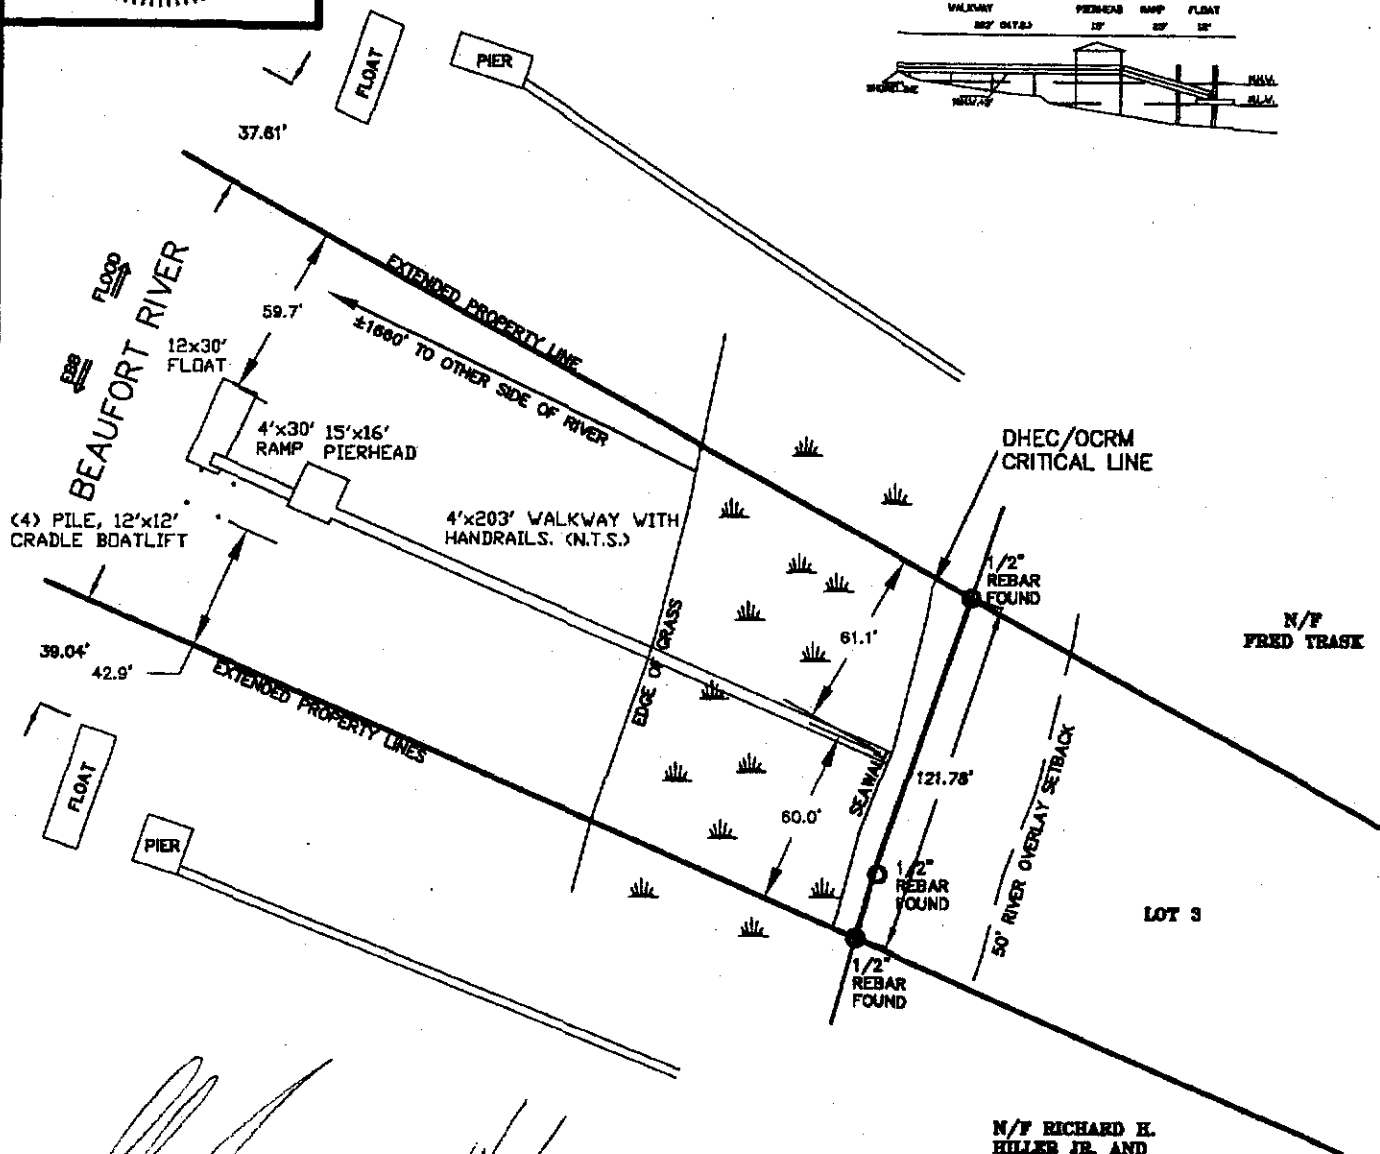 WALKWAY
PIERHEAD
RAMP
FLOAT
203' (N.T.S.)
15'
12'
SHORELINE
M.H.W.
M.L.W.
FLOAT
PIER
37.61'
FLOOD
EBB
BEAUFORT RIVER
59.7'
EXTENDED PROPERTY LINE
±1660' TO OTHER SIDE OF RIVER
12x30'
FLOAT
4'x30'
RAMP
15'x16'
PIERHEAD
DHEC/OCRM
CRITICAL LINE
(4) PILE, 12'x12'
CRADLE BOATLIFT
4'x203' WALKWAY WITH
HANDRAILS. (N.T.S.)
1/2"
REBAR
FOUND
N/F
FRED TRASK
EDGE OF GRASS
61.1'
39.04'
42.9'
EXTENDED PROPERTY LINES
SEAWALL
121.78'
50' RIVER OVERLAY SETBACK
FLOAT
60.0'
PIER
1/2"
REBAR
FOUND
LOT 3
1/2"
REBAR
FOUND
N/F RICHARD H.
HILLER JR. AND